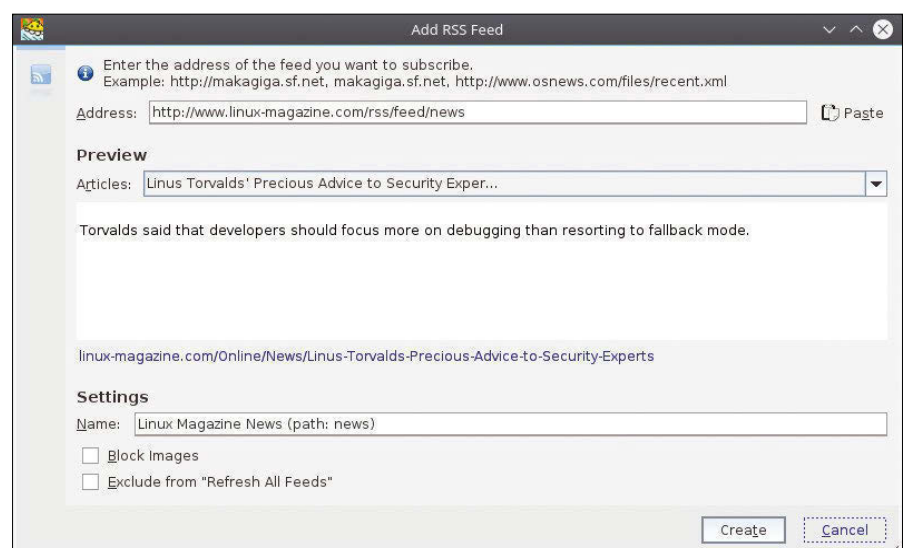 Add RSS Feed
Enter the address of the feed you want to subscribe.
Example: http://makagiga.sf.net, makagiga.sf.net, http://www.osnews.com/files/recent.xml
Address: http://www.linux-magazine.com/rss/feed/news Paste
Preview
Articles: Linus Torvalds' Precious Advice to Security Exper...
Torvalds said that developers should focus more on debugging than resorting to fallback mode.
linux-magazine.com/Online/News/Linus-Torvalds-Precious-Advice-to-Security-Experts
Settings
Name: Linux Magazine News (path: news)
Block Images
Exclude from "Refresh All Feeds"
Create Cancel